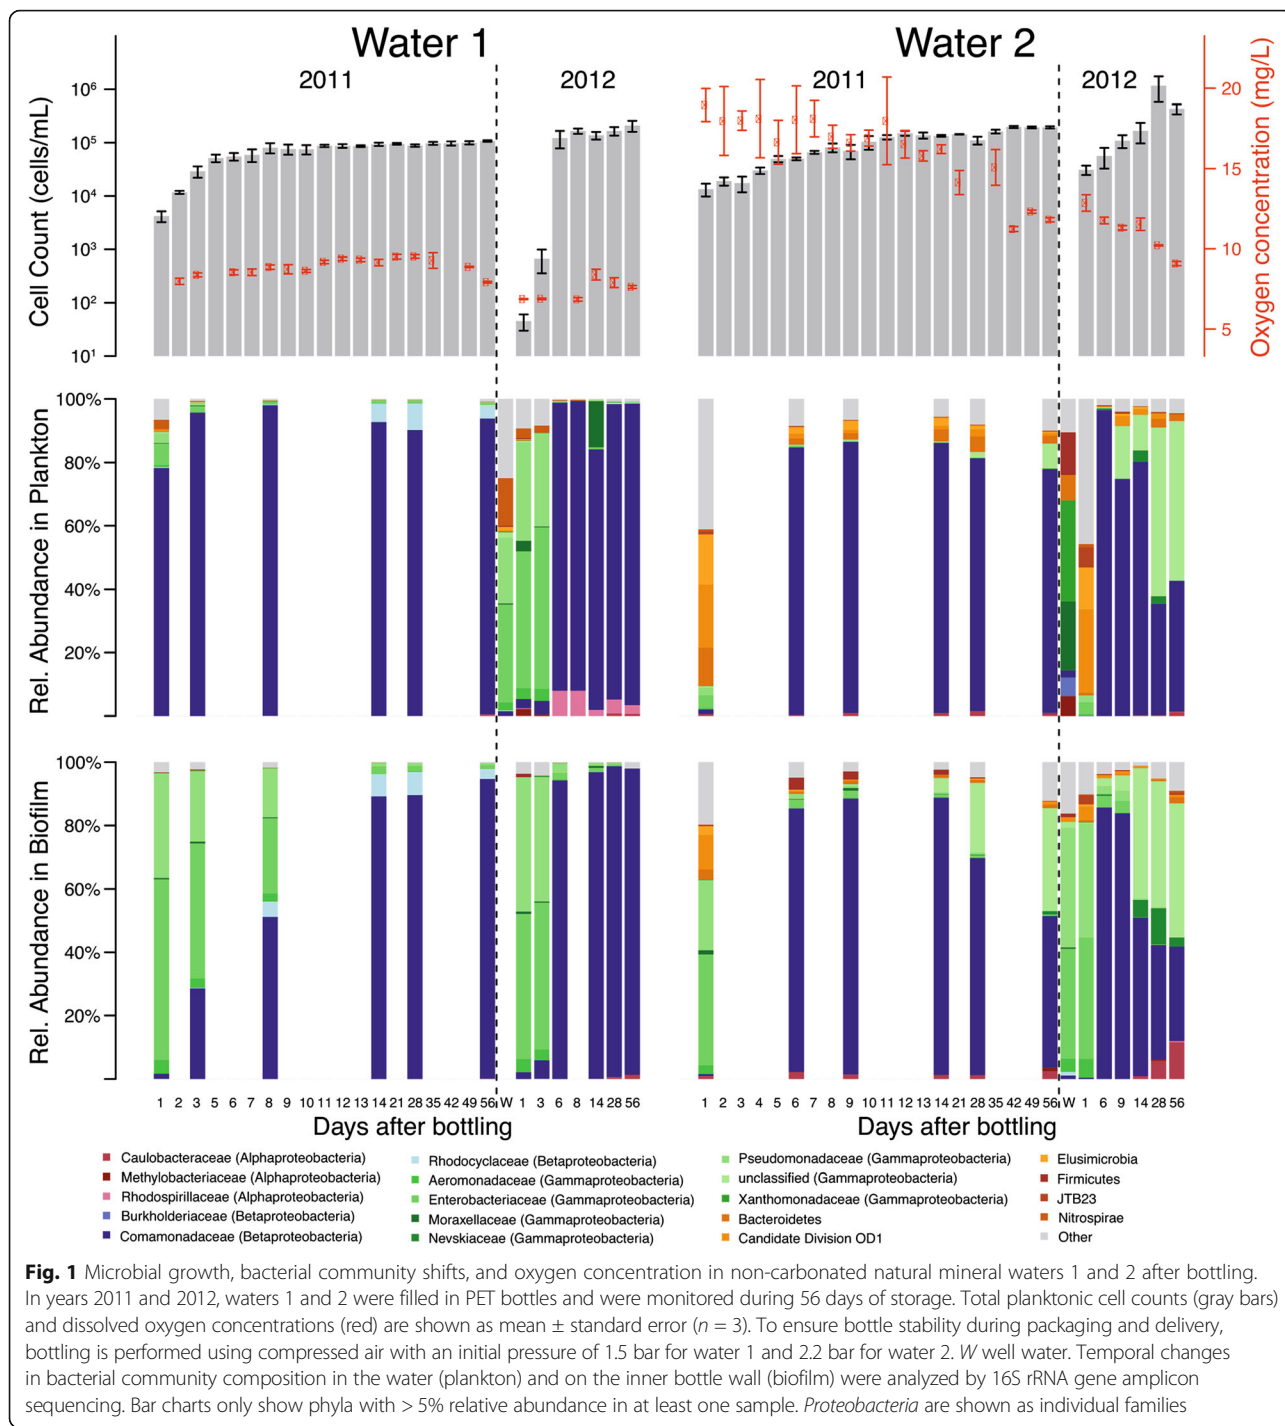 Water 1
Water 2
2011
2012
2011
2012
Cell Count (cells/mL)
10⁶
10⁵
10⁴
10³
10²
10¹
Oxygen concentration (mg/L)
20
15
10
5
Rel. Abundance in Plankton
100%
80%
60%
40%
20%
Rel. Abundance in Biofilm
100%
80%
60%
40%
20%
1 2 3 5 6 7 8 9 10 11 12 13 14 21 28 35 42 49 56 W 1 3 6 8 14 28 56
1 2 3 4 5 6 7 8 9 10 11 12 13 14 21 28 35 42 49 56 W 1 6 9 14 28 56
Days after bottling
Days after bottling
Caulobacteraceae (Alphaproteobacteria)
Methylobacteriaceae (Alphaproteobacteria)
Rhodospirillaceae (Alphaproteobacteria)
Burkholderiaceae (Betaproteobacteria)
Comamonadaceae (Betaproteobacteria)
Rhodocyclaceae (Betaproteobacteria)
Aeromonadaceae (Gammaproteobacteria)
Enterobacteriaceae (Gammaproteobacteria)
Moraxellaceae (Gammaproteobacteria)
Nevskiaceae (Gammaproteobacteria)
Pseudomonadaceae (Gammaproteobacteria)
unclassified (Gammaproteobacteria)
Xanthomonadaceae (Gammaproteobacteria)
Bacteroidetes
Candidate Division OD1
Elusimicrobia
Firmicutes
JTB23
Nitrospirae
Other
Fig. 1 Microbial growth, bacterial community shifts, and oxygen concentration in non-carbonated natural mineral waters 1 and 2 after bottling.
In years 2011 and 2012, waters 1 and 2 were filled in PET bottles and were monitored during 56 days of storage. Total planktonic cell counts (gray bars)
and dissolved oxygen concentrations (red) are shown as mean ± standard error (n = 3). To ensure bottle stability during packaging and delivery,
bottling is performed using compressed air with an initial pressure of 1.5 bar for water 1 and 2.2 bar for water 2. W well water. Temporal changes
in bacterial community composition in the water (plankton) and on the inner bottle wall (biofilm) were analyzed by 16S rRNA gene amplicon
sequencing. Bar charts only show phyla with > 5% relative abundance in at least one sample. Proteobacteria are shown as individual families